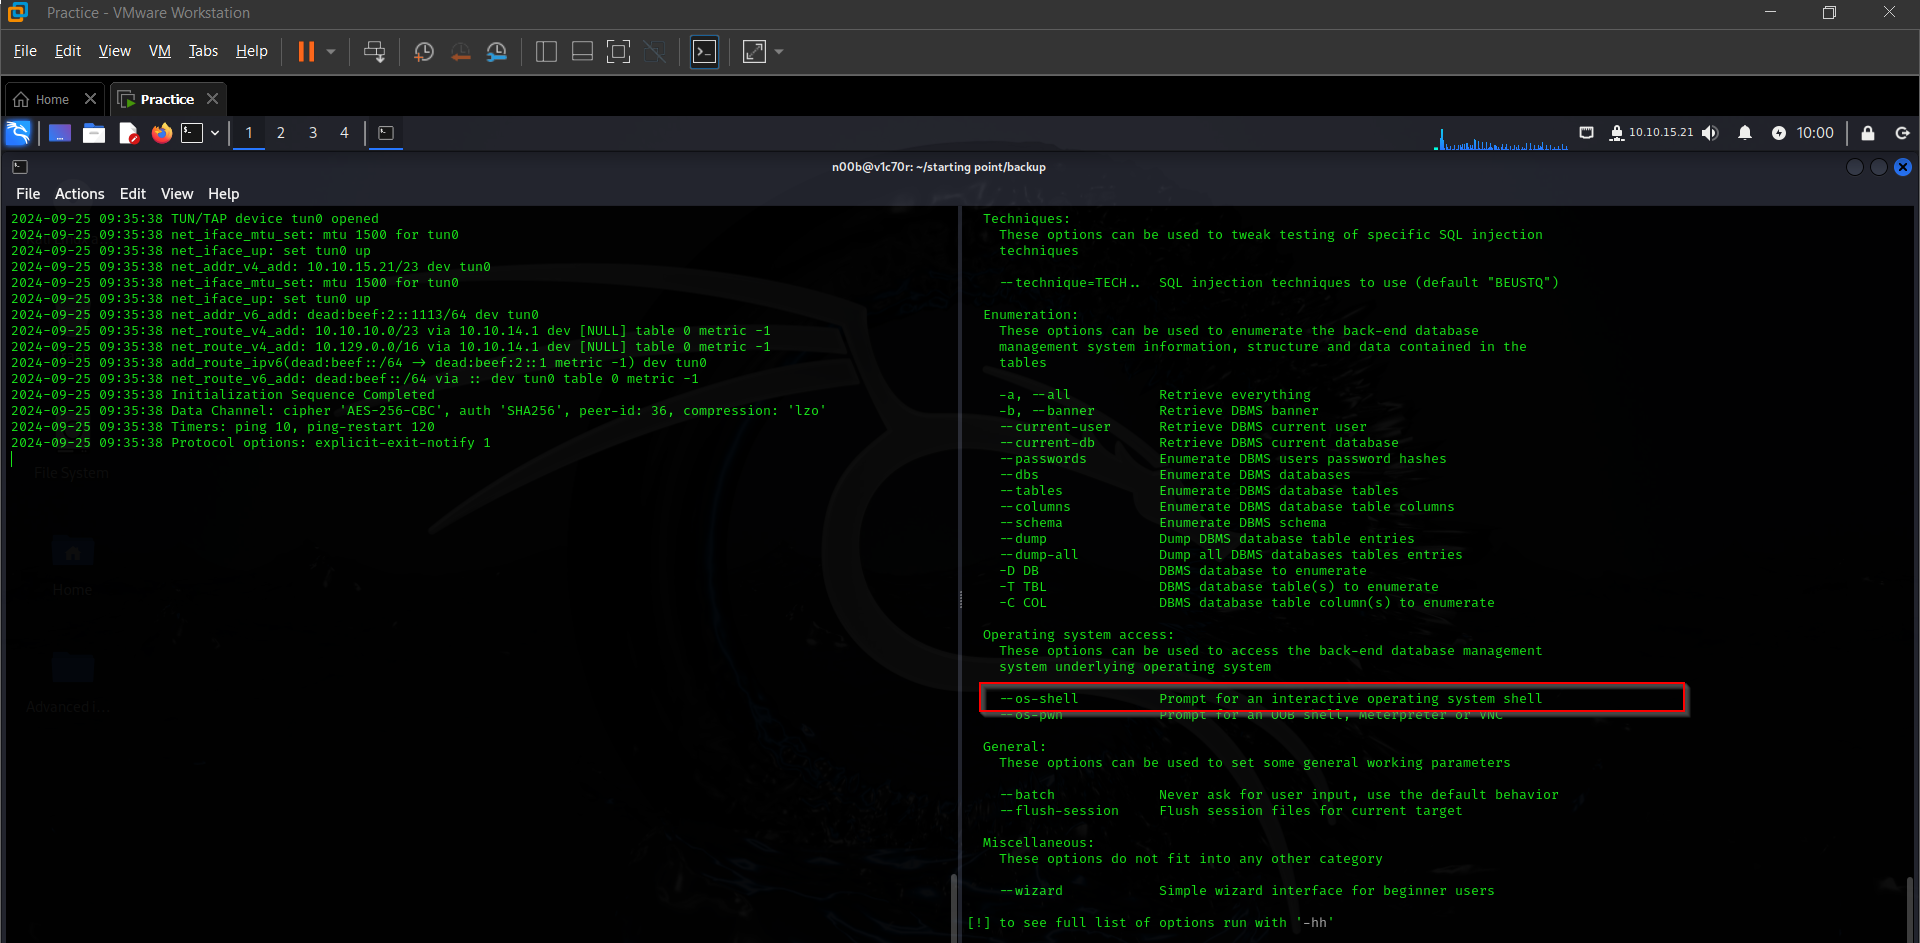 Practice - VMware Workstation
File Edit View VM Tabs Help
Home Practice
1 2 3 4 10.10.15.21 10:00
n00b@v1c70r: ~/starting point/backup
File Actions Edit View Help
2024-09-25 09:35:38 TUN/TAP device tun0 opened
2024-09-25 09:35:38 net_iface_mtu_set: mtu 1500 for tun0
2024-09-25 09:35:38 net_iface_up: set tun0 up
2024-09-25 09:35:38 net_addr_v4_add: 10.10.15.21/23 dev tun0
2024-09-25 09:35:38 net_iface_mtu_set: mtu 1500 for tun0
2024-09-25 09:35:38 net_iface_up: set tun0 up
2024-09-25 09:35:38 net_addr_v6_add: dead:beef:2::1113/64 dev tun0
2024-09-25 09:35:38 net_route_v4_add: 10.10.10.0/23 via 10.10.14.1 dev [NULL] table 0 metric -1
2024-09-25 09:35:38 net_route_v4_add: 10.129.0.0/16 via 10.10.14.1 dev [NULL] table 0 metric -1
2024-09-25 09:35:38 add_route_ipv6(dead:beef::/64 -> dead:beef:2::1 metric -1) dev tun0
2024-09-25 09:35:38 net_route_v6_add: dead:beef::/64 via :: dev tun0 table 0 metric -1
2024-09-25 09:35:38 Initialization Sequence Completed
2024-09-25 09:35:38 Data Channel: cipher 'AES-256-CBC', auth 'SHA256', peer-id: 36, compression: 'lzo'
2024-09-25 09:35:38 Timers: ping 10, ping-restart 120
2024-09-25 09:35:38 Protocol options: explicit-exit-notify 1
File System
Home
Advanced i...
Techniques:
These options can be used to tweak testing of specific SQL injection
techniques
--technique=TECH.. SQL injection techniques to use (default "BEUSTQ")
Enumeration:
These options can be used to enumerate the back-end database
management system information, structure and data contained in the
tables
-a, --all Retrieve everything
-b, --banner Retrieve DBMS banner
--current-user Retrieve DBMS current user
--current-db Retrieve DBMS current database
--passwords Enumerate DBMS users password hashes
--dbs Enumerate DBMS databases
--tables Enumerate DBMS database tables
--columns Enumerate DBMS database table columns
--schema Enumerate DBMS schema
--dump Dump DBMS database table entries
--dump-all Dump all DBMS databases tables entries
-D DB DBMS database to enumerate
-T TBL DBMS database table(s) to enumerate
-C COL DBMS database table column(s) to enumerate
Operating system access:
These options can be used to access the back-end database management
system underlying operating system
--os-shell Prompt for an interactive operating system shell
--os-pwn Prompt for an OOB shell, Meterpreter or VNC
General:
These options can be used to set some general working parameters
--batch Never ask for user input, use the default behavior
--flush-session Flush session files for current target
Miscellaneous:
These options do not fit into any other category
--wizard Simple wizard interface for beginner users
[!] to see full list of options run with '-hh'